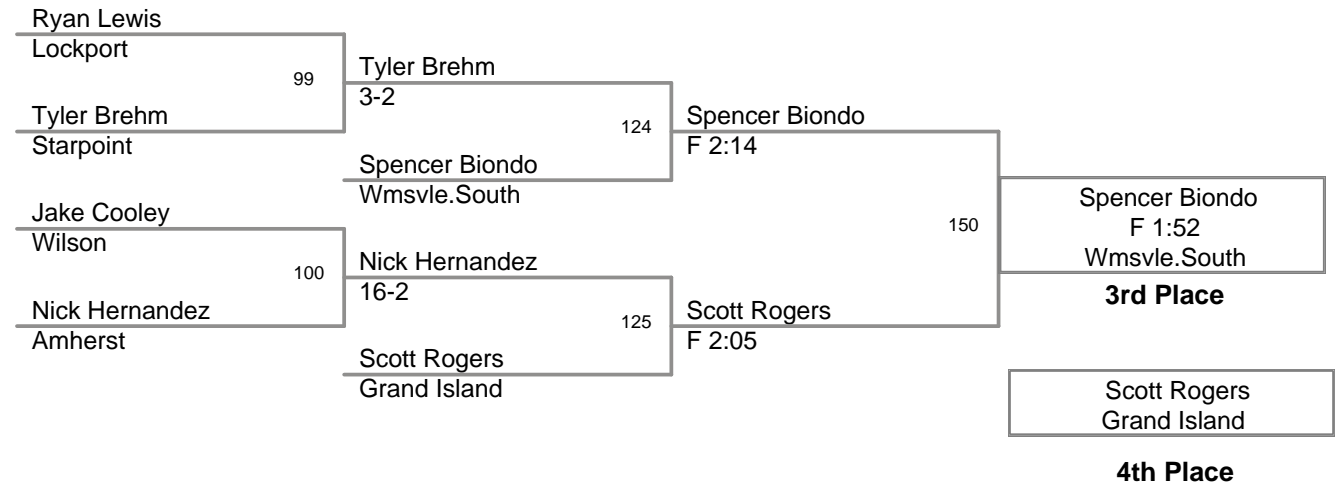 Ryan Lewis
Lockport
99
Tyler Brehm
Starpoint
Tyler Brehm
3-2
124
Spencer Biondo
Wmsvle.South
Jake Cooley
Wilson
100
Nick Hernandez
Amherst
Nick Hernandez
16-2
125
Scott Rogers
Grand Island
Spencer Biondo
F 2:14
150
Scott Rogers
F 2:05
Spencer Biondo
F 1:52
Wmsvle.South
3rd Place
Scott Rogers
Grand Island
4th Place